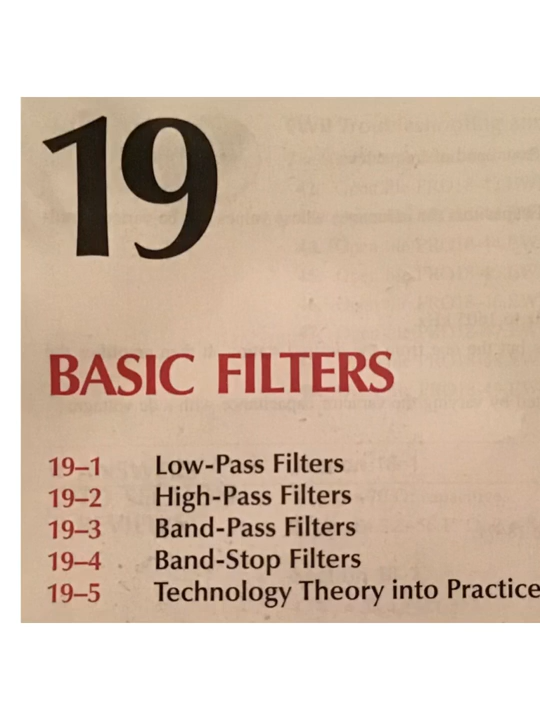 19
BASIC FILTERS
19–1 Low-Pass Filters
19–2 High-Pass Filters
19–3 Band-Pass Filters
19–4 Band-Stop Filters
19–5 Technology Theory into Practice